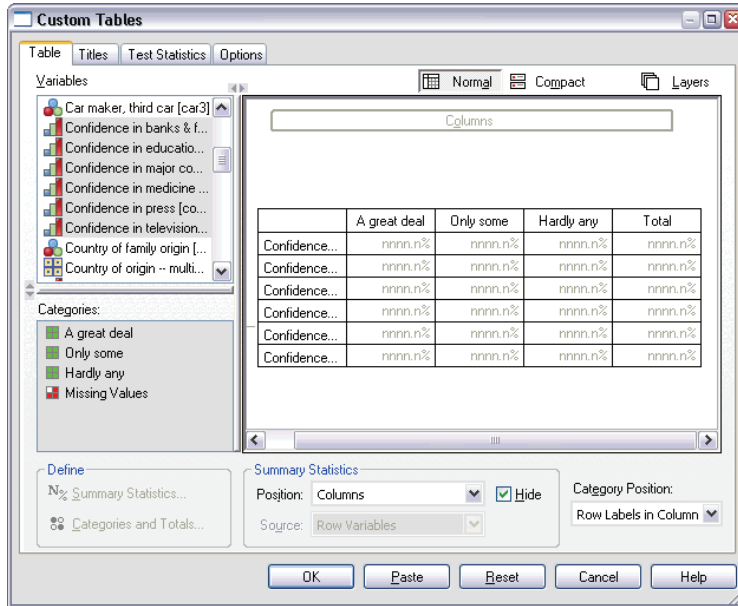 Custom Tables
Table Titles Test Statistics Options
Variables
Normal Compact Layers
Car maker, third car [car3]
Confidence in banks & f...
Confidence in educatio...
Confidence in major co...
Confidence in medicine ...
Confidence in press [co...
Confidence in television...
Country of family origin [...
Country of origin -- multi...
Columns
A great deal Only some Hardly any Total
Confidence... nnnn.n% nnnn.n% nnnn.n% nnnn.n%
Confidence... nnnn.n% nnnn.n% nnnn.n% nnnn.n%
Confidence... nnnn.n% nnnn.n% nnnn.n% nnnn.n%
Confidence... nnnn.n% nnnn.n% nnnn.n% nnnn.n%
Confidence... nnnn.n% nnnn.n% nnnn.n% nnnn.n%
Confidence... nnnn.n% nnnn.n% nnnn.n% nnnn.n%
Categories:
A great deal
Only some
Hardly any
Missing Values
Define
N% Summary Statistics...
Categories and Totals...
Summary Statistics
Position: Columns Hide
Source: Row Variables
Category Position:
Row Labels in Column
OK Paste Reset Cancel Help